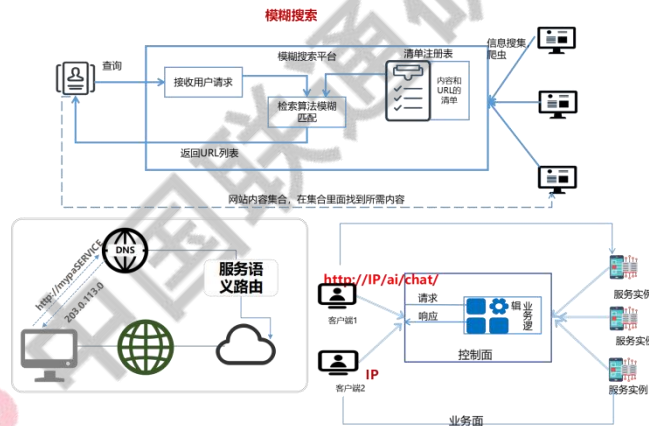 模糊搜索
信息搜集,
爬虫
模糊搜索平台
清单注册表
查询
接收用户请求
内容和
URL的
清单
检索算法模糊
匹配
返回URL列表
网站内容集合，在集合里面找到所需内容
DNS
http://mypaSERVICE
203.0.113.0
服务语
义路由
http://IP/ai/chat/
请求
响应
业务逻
辑
客户端1
服务实例
控制面
服务实例
IP
客户端2
服务实例
业务面
中国联通研